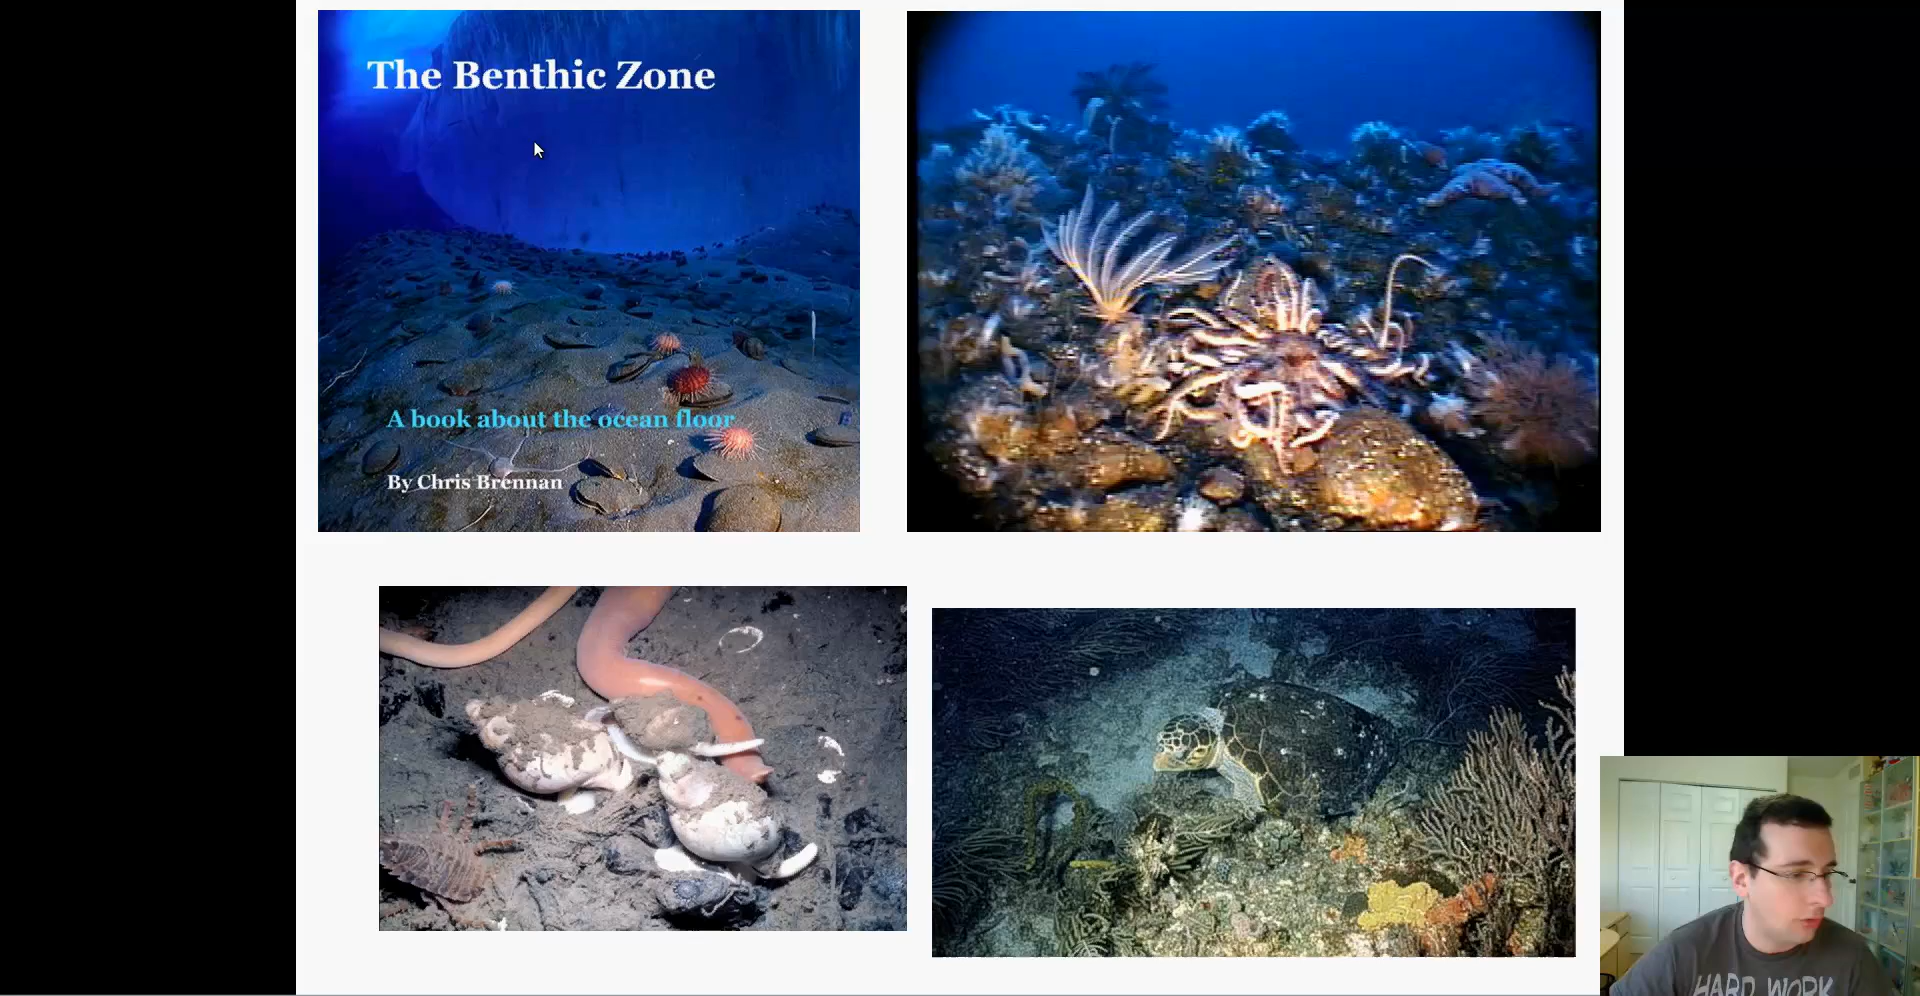 The Benthic Zone
A book about the ocean floor
By Chris Brennan
HARD WORK